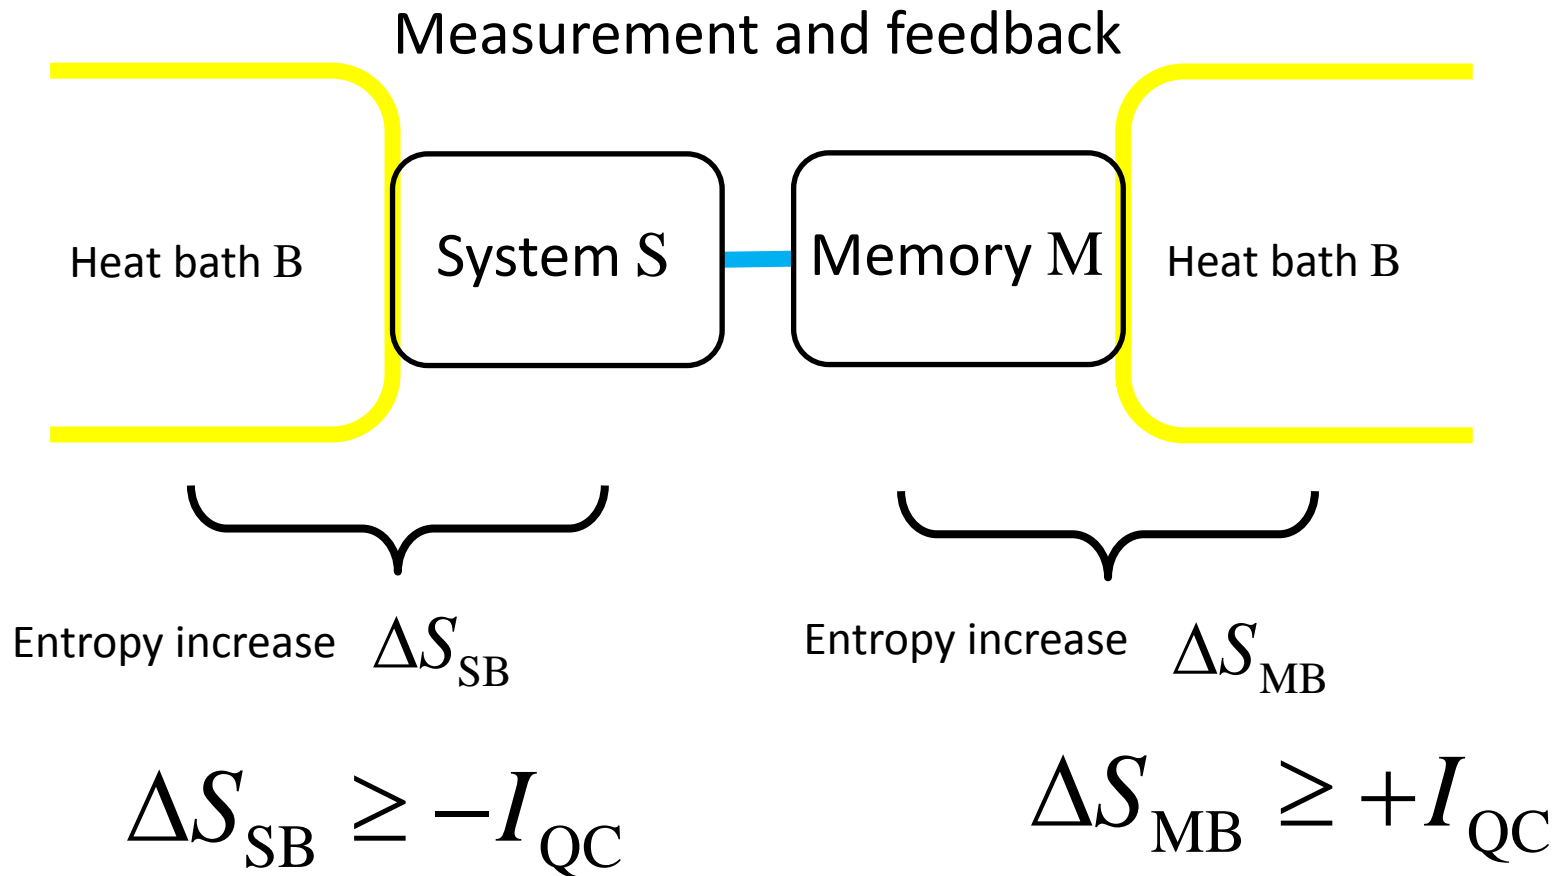 Measurement and feedback
Heat bath B
System S
Memory M
Heat bath B
Entropy increase ΔS_SB
Entropy increase ΔS_MB
ΔS_SB ≥ −I_QC
ΔS_MB ≥ +I_QC